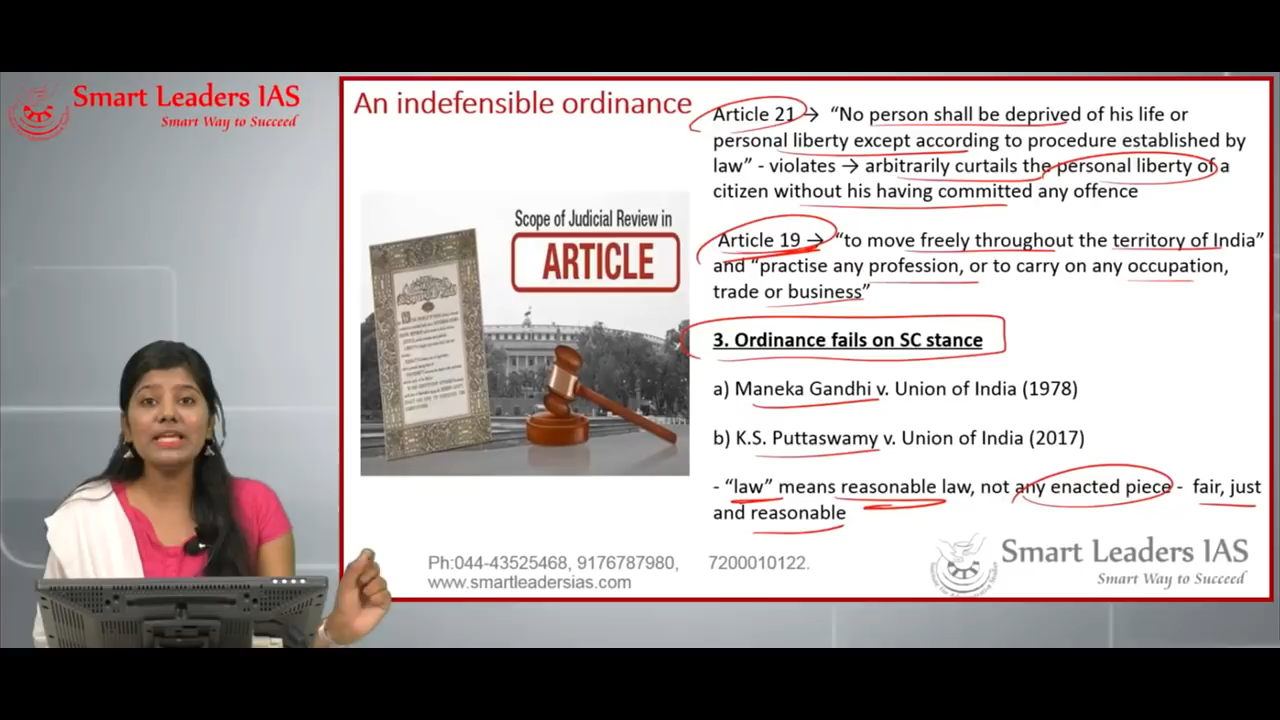 Smart Leaders IAS
Smart Way to Succeed
An indefensible ordinance
Scope of Judicial Review in
ARTICLE
Article 21 → “No person shall be deprived of his life or
personal liberty except according to procedure established by
law” - violates → arbitrarily curtails the personal liberty of a
citizen without his having committed any offence
Article 19 → “to move freely throughout the territory of India”
and “practise any profession, or to carry on any occupation,
trade or business”
3. Ordinance fails on SC stance
a) Maneka Gandhi v. Union of India (1978)
b) K.S. Puttaswamy v. Union of India (2017)
- “law” means reasonable law, not any enacted piece - fair, just
and reasonable
Ph:044-43525468, 9176787980, 7200010122.
www.smartleadersias.com
Smart Leaders IAS
Smart Way to Succeed